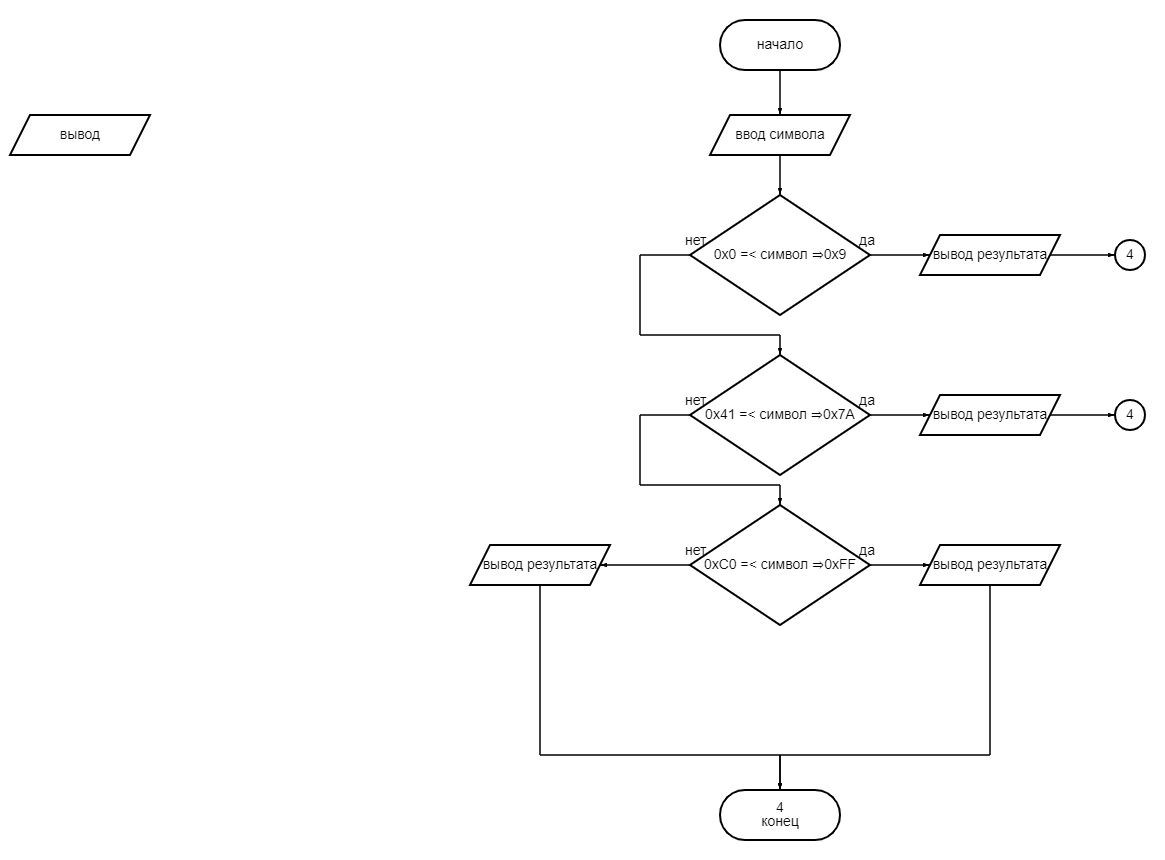 начало
вывод
ввод символа
нет
да
0x0 =< символ ⇒0x9
вывод результата
4
нет
да
0x41 =< символ ⇒0x7A
вывод результата
4
нет
да
вывод результата
0xC0 =< символ ⇒0xFF
вывод результата
4
конец